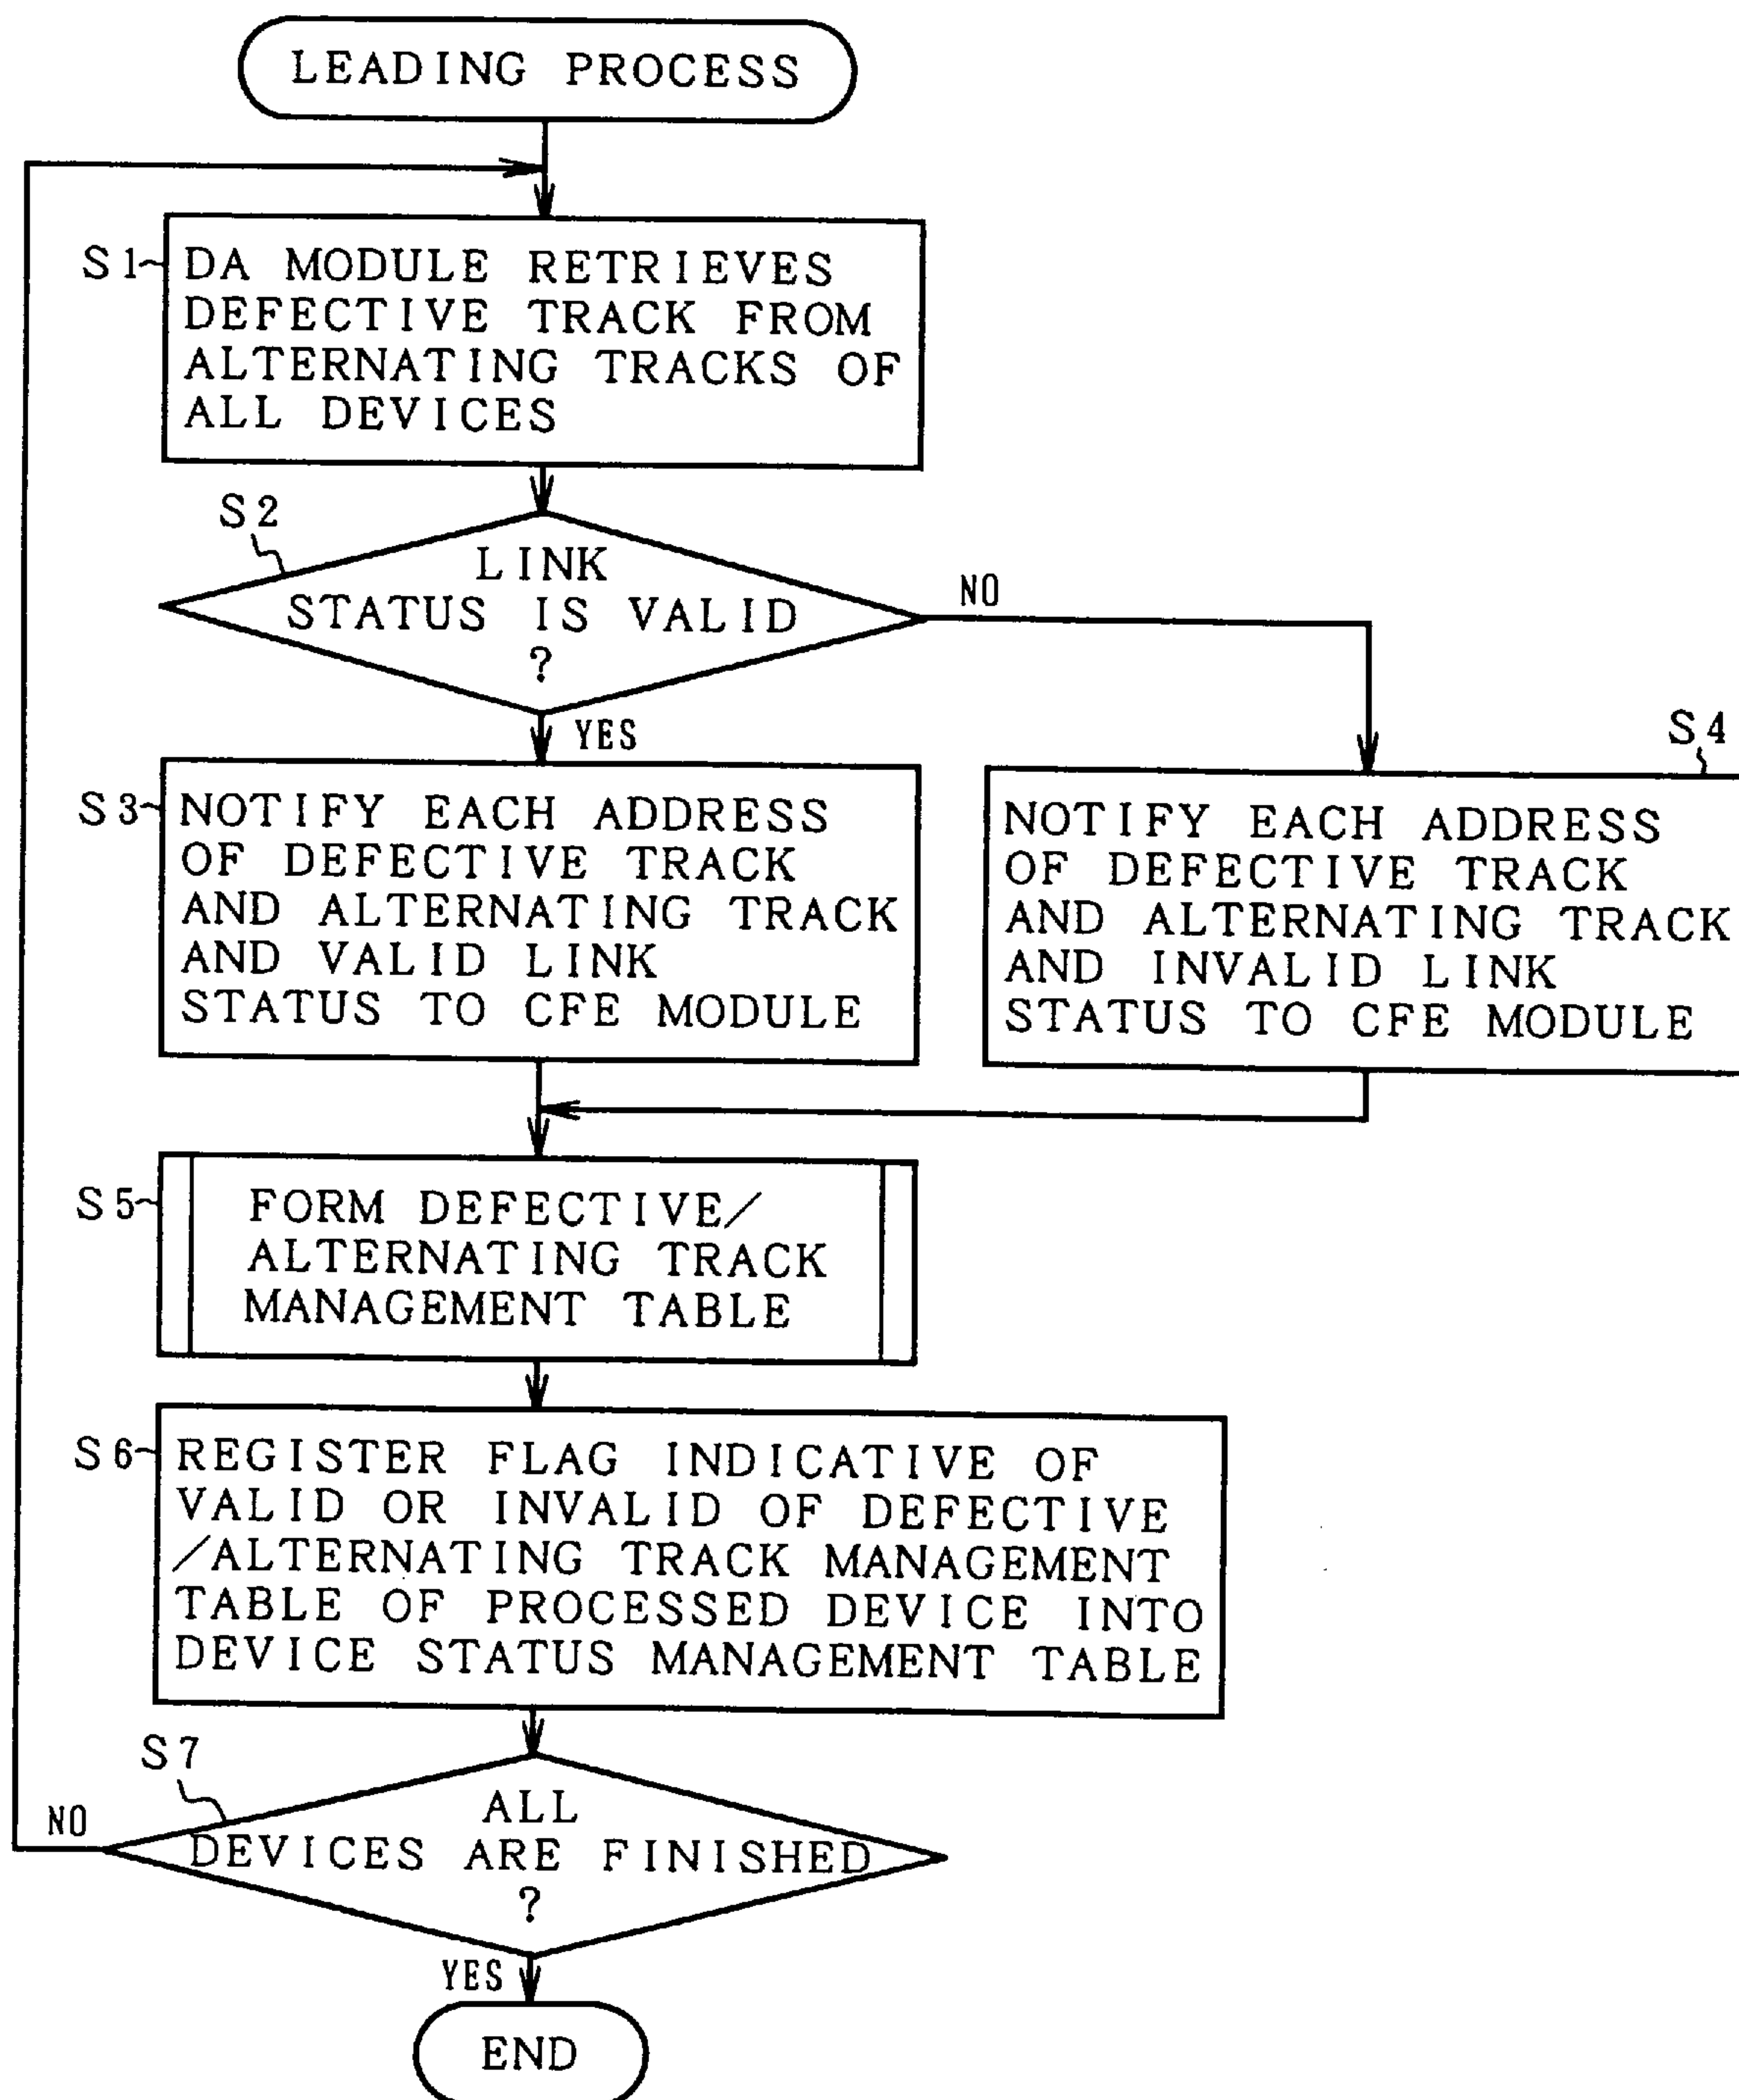 LEADING PROCESS
S1
DA MODULE RETRIEVES
DEFECTIVE TRACK FROM
ALTERNATING TRACKS OF
ALL DEVICES
S2
LINK
STATUS IS VALID
?
NO
YES
S3
NOTIFY EACH ADDRESS
OF DEFECTIVE TRACK
AND ALTERNATING TRACK
AND VALID LINK
STATUS TO CFE MODULE
S4
NOTIFY EACH ADDRESS
OF DEFECTIVE TRACK
AND ALTERNATING TRACK
AND INVALID LINK
STATUS TO CFE MODULE
S5
FORM DEFECTIVE/
ALTERNATING TRACK
MANAGEMENT TABLE
S6
REGISTER FLAG INDICATIVE OF
VALID OR INVALID OF DEFECTIVE
/ALTERNATING TRACK MANAGEMENT
TABLE OF PROCESSED DEVICE INTO
DEVICE STATUS MANAGEMENT TABLE
S7
ALL
DEVICES ARE FINISHED
?
NO
YES
END